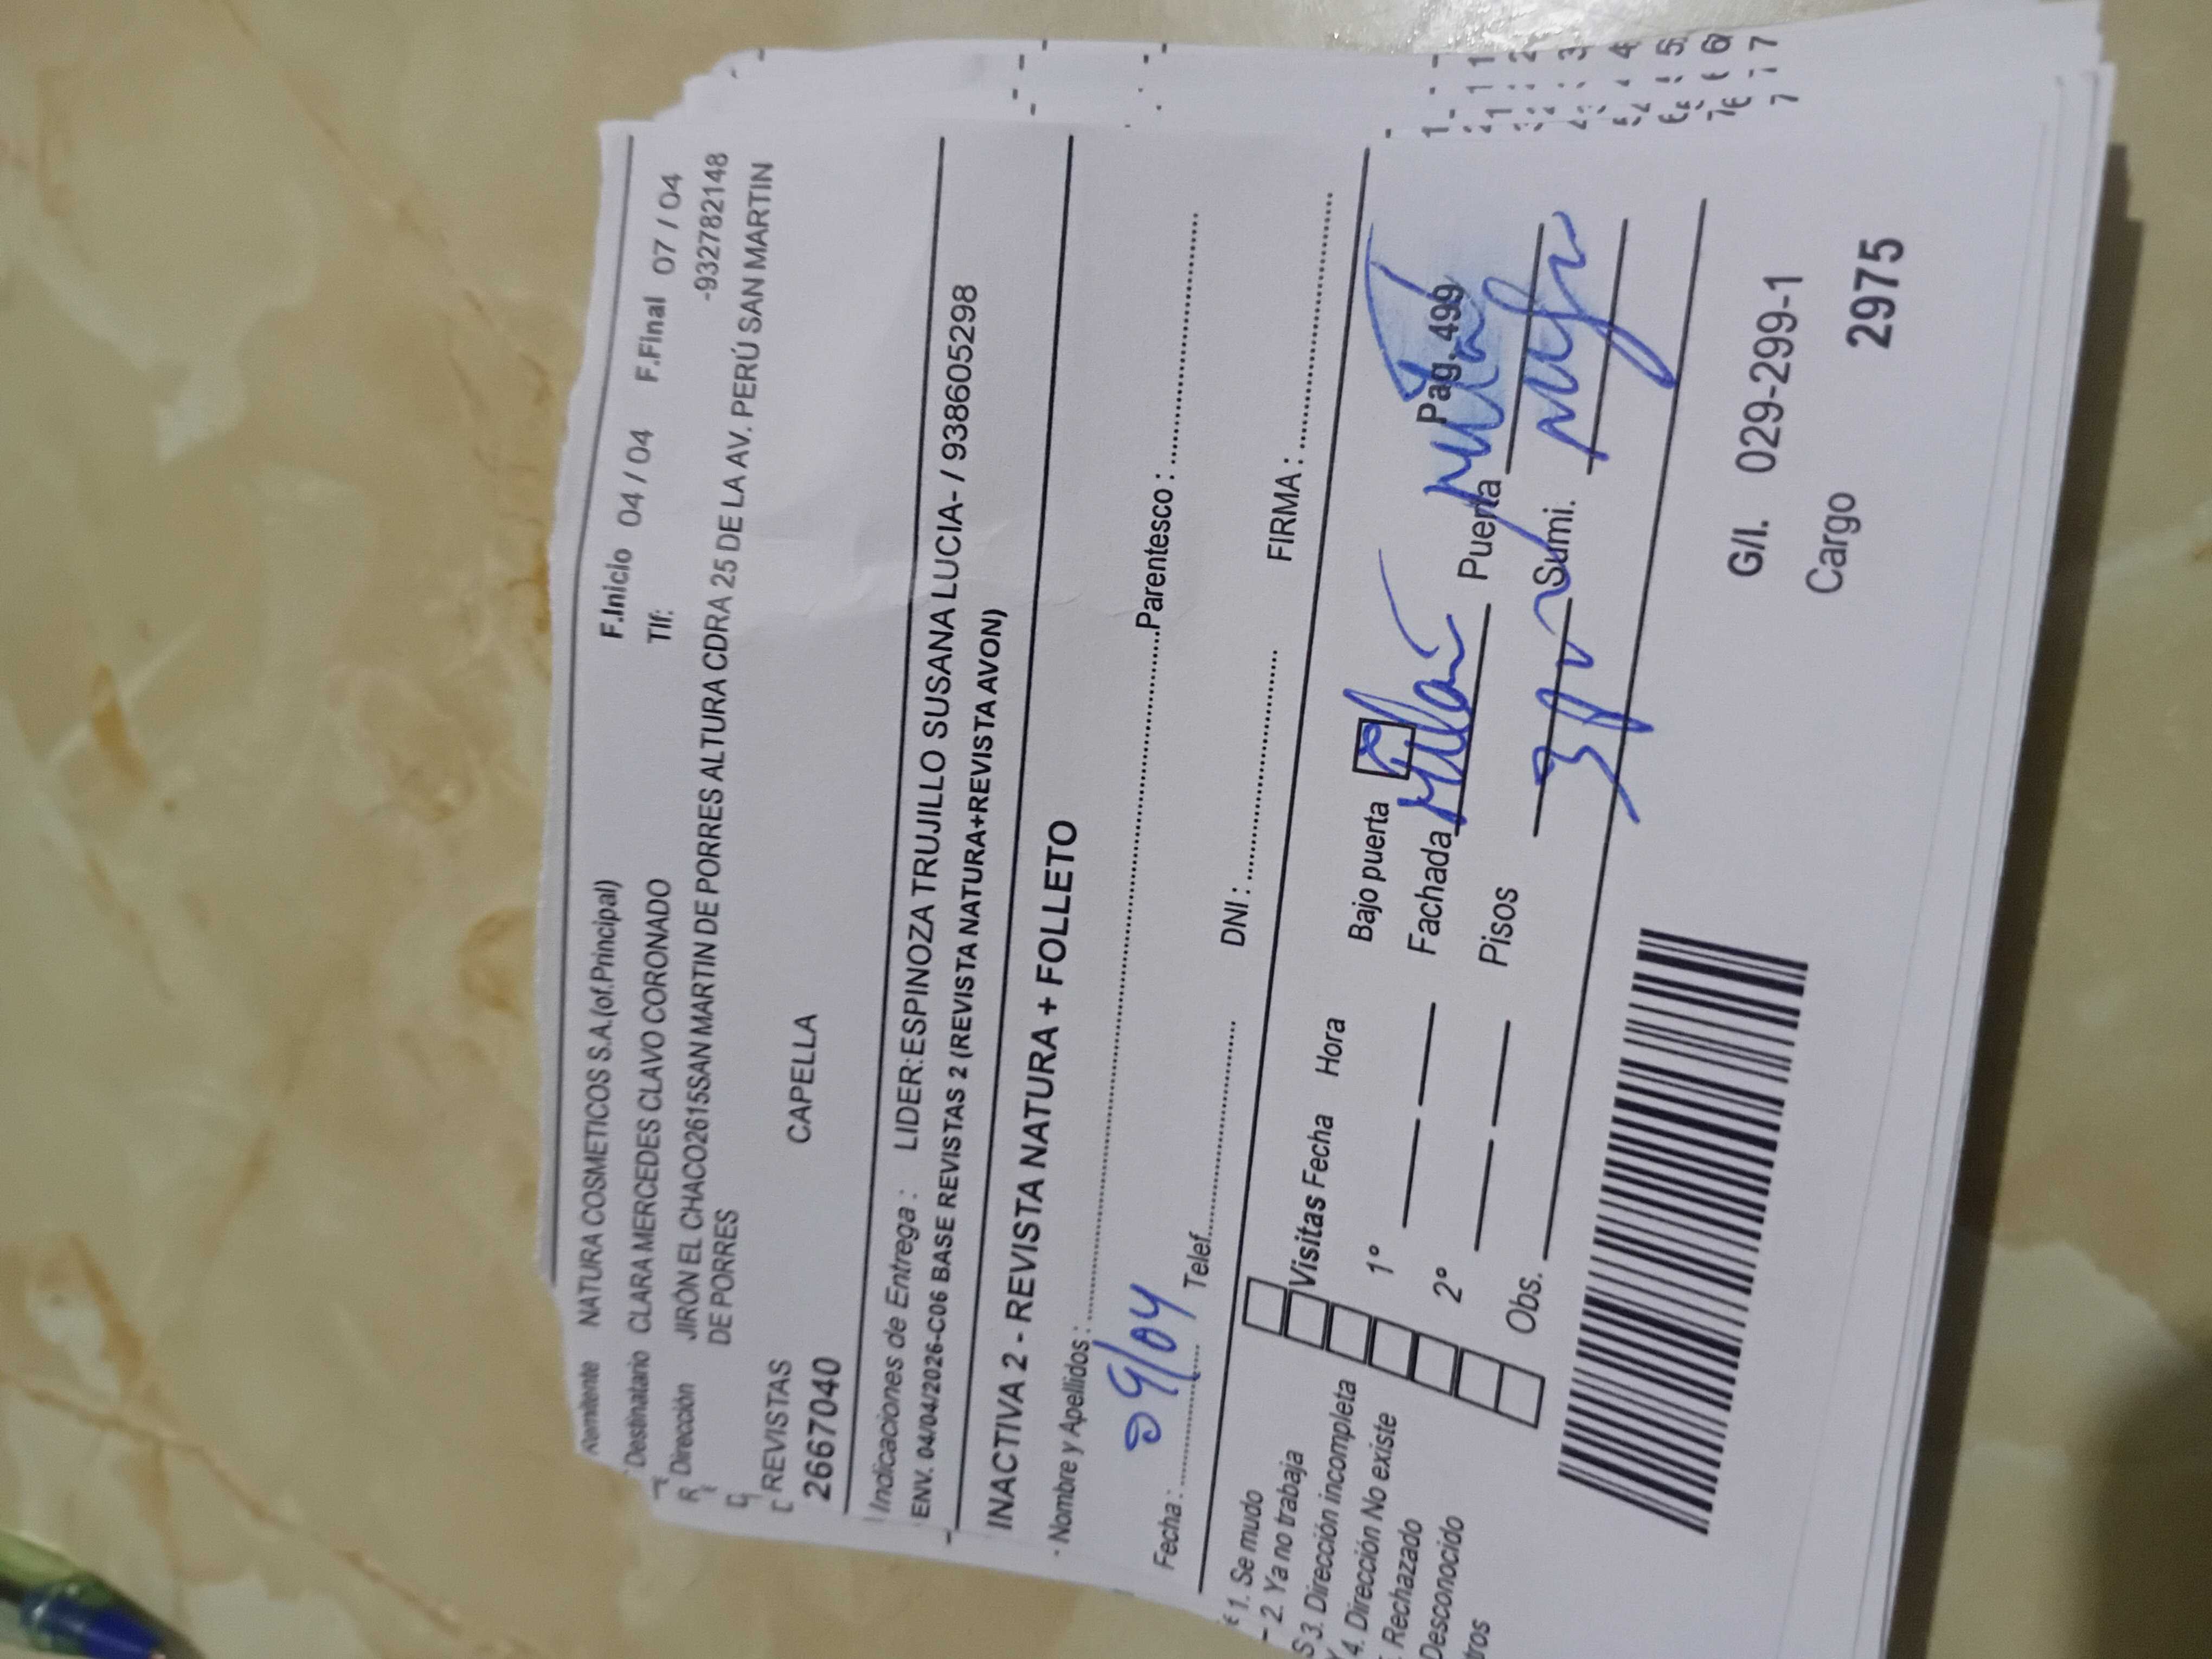 Remitente NATURA COSMETICOS S.A.(of.Principal) F.Inicio 04 / 04 F.Final 07 / 04
Destinatario CLARA MERCEDES CLAVO CORONADO Tlf: -932782148
Dirección JIRÓN EL CHACO2615SAN MARTIN DE PORRES ALTURA CDRA 25 DE LA AV. PERÚ SAN MARTIN
DE PORRES
REVISTAS CAPELLA
2667040
Indicaciones de Entrega : LIDER:ESPINOZA TRUJILLO SUSANA LUCIA- / 938605298
ENV. 04/04/2026-C06 BASE REVISTAS 2 (REVISTA NATURA+REVISTA AVON)
INACTIVA 2 - REVISTA NATURA + FOLLETO
Nombre y Apellidos : Parentesco :
Fecha : 09/04 Telef. DNI : FIRMA :
1. Se mudo
2. Ya no trabaja
3. Dirección incompleta
4. Dirección No existe
Rechazado
Desconocido
Visitas Fecha Hora
1º
2º
Obs.
Bajo puerta Pag. 499
Fachada Puerta
Pisos Sumi.
G/I. 029-299-1
Cargo 2975